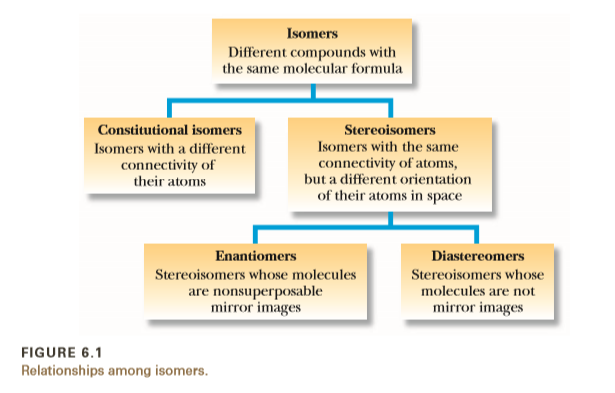 Isomers
Different compounds with
the same molecular formula
Constitutional isomers
Isomers with a different
connectivity of
their atoms
Stereoisomers
Isomers with the same
connectivity of atoms,
but a different orientation
of their atoms in space
Enantiomers
Stereoisomers whose molecules
are nonsuperposable
mirror images
Diastereomers
Stereoisomers whose
molecules are not
mirror images
FIGURE 6.1
Relationships among isomers.